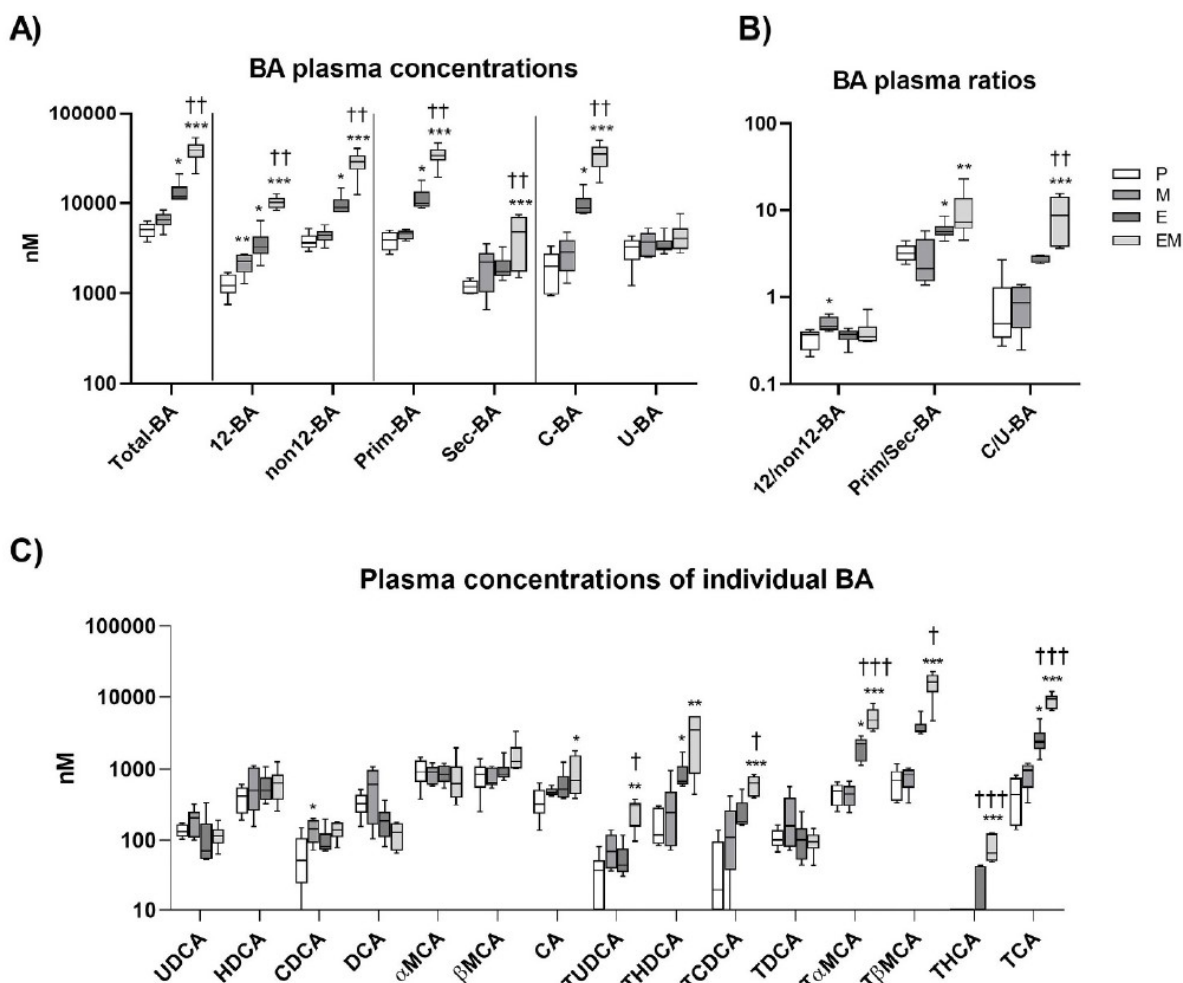 A)
BA plasma concentrations
†† †† †† †† †† ††
*** *** *** *** *** ***
* ** * * * *
100000
10000
1000
100
nM
Total-BA
12-BA
non12-BA
Prim-BA
Sec-BA
C-BA
U-BA
B)
BA plasma ratios
100
10
1
0.1
*
* **
††
***
12/non12-BA
Prim/Sec-BA
C/U-BA
P
M
E
EM
C)
Plasma concentrations of individual BA
100000
10000
1000
100
10
nM
*
*
†
**
* **
†
***
†††
* ***
†
***
†††
***
†††
* ***
UDCA
HDCA
CDCA
DCA
αMCA
βMCA
CA
TUDCA
THDCA
TCDCA
TDCA
TαMCA
TβMCA
THCA
TCA